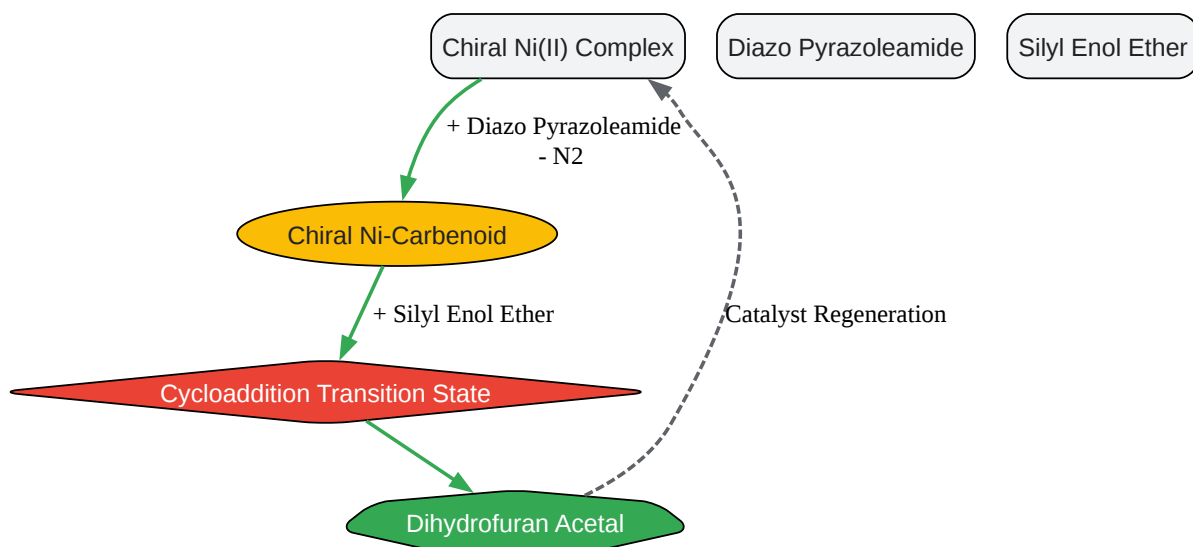 Chiral Ni(II) Complex
Diazo Pyrazoleamide
Silyl Enol Ether
+ Diazo Pyrazoleamide
- N2
Chiral Ni-Carbenoid
+ Silyl Enol Ether
Catalyst Regeneration
Cycloaddition Transition State
Dihydrofuran Acetal